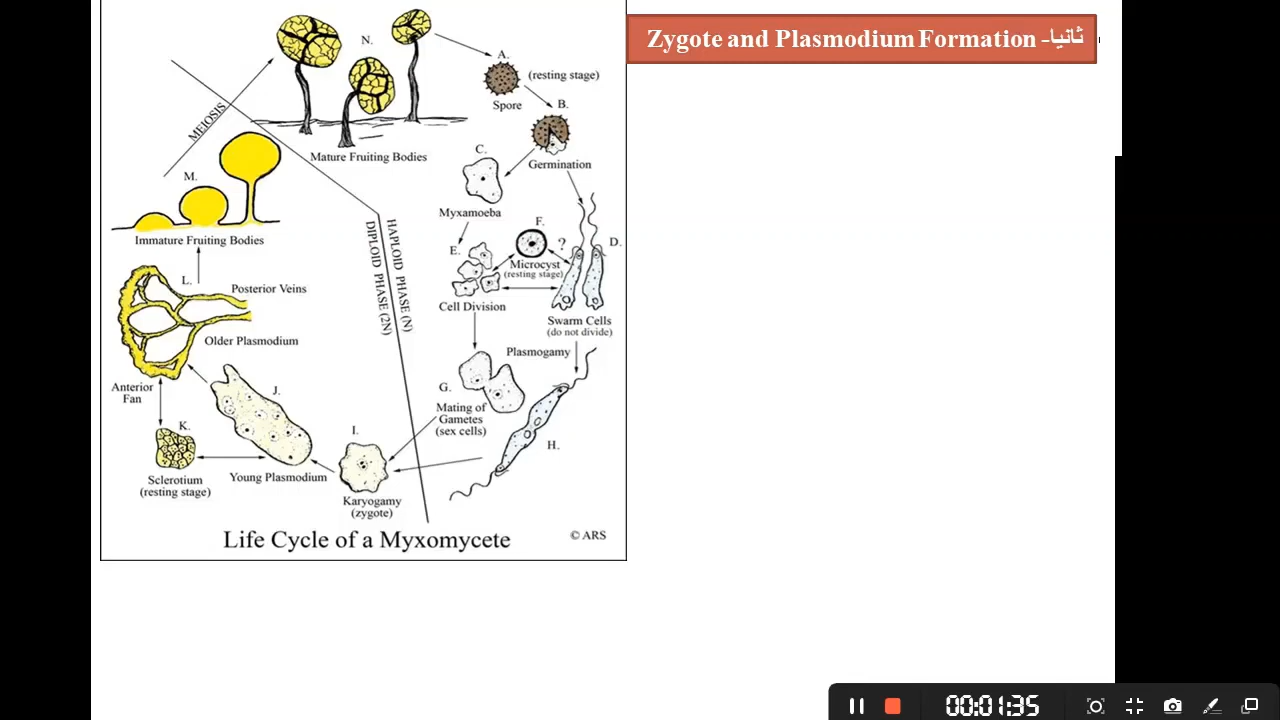 ثانيا- Zygote and Plasmodium Formation
N.
A.
(resting stage)
Spore
B.
MEIOSIS
Mature Fruiting Bodies
C.
Germination
M.
Myxamoeba
F.
D.
Immature Fruiting Bodies
HAPLOID PHASE (N)
DIPLOID PHASE (2N)
E.
?
Microcyst
(resting stage)
L.
Posterior Veins
Cell Division
Swarm Cells
(do not divide)
Older Plasmodium
Plasmogamy
Anterior
Fan
J.
G.
Mating of
Gametes
(sex cells)
K.
I.
H.
Sclerotium
(resting stage)
Young Plasmodium
Karyogamy
(zygote)
Life Cycle of a Myxomycete
© ARS
00:01:35